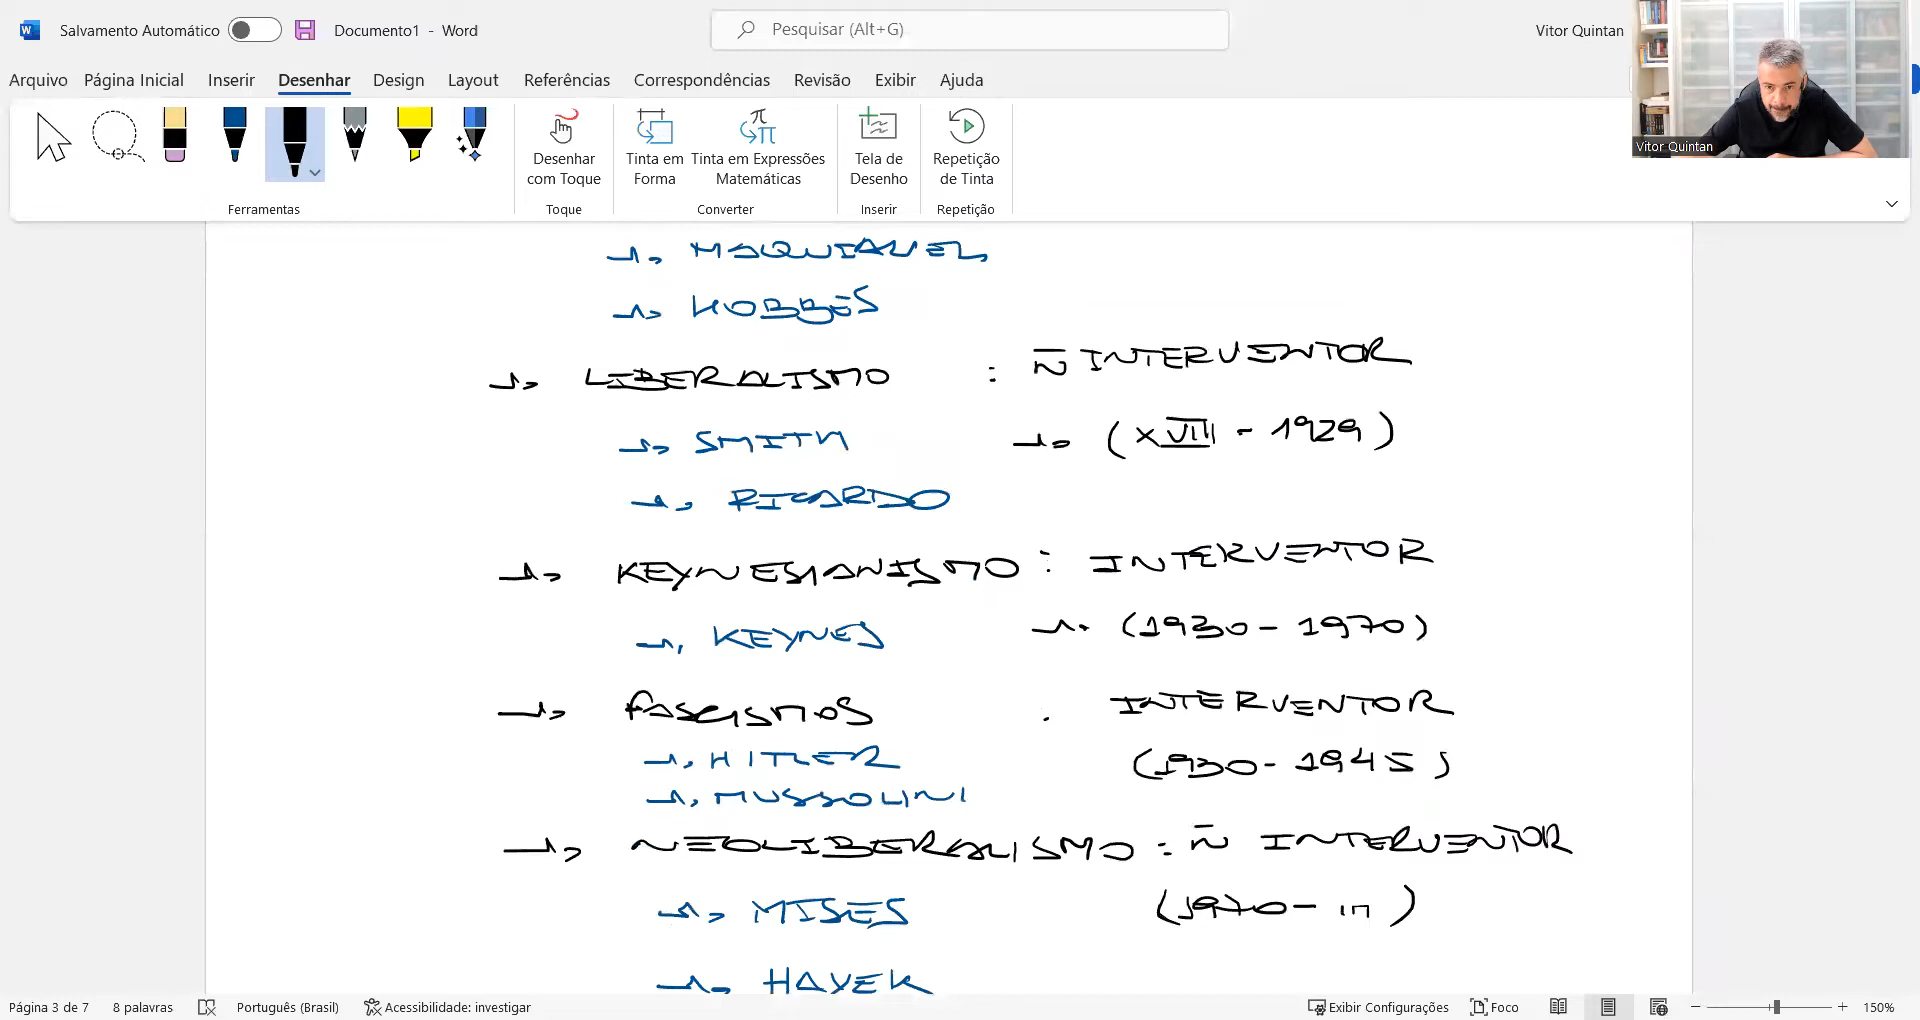 Salvamento Automático
Documento1 - Word
Pesquisar (Alt+G)
Vitor Quintan
Arquivo Página Inicial Inserir Desenhar Design Layout Referências Correspondências Revisão Exibir Ajuda
Desenhar com Toque
Tinta em Forma
Tinta em Expressões Matemáticas
Tela de Desenho
Repetição de Tinta
Ferramentas Toque Converter Inserir Repetição
Vitor Quintan
MAQUIAVEL
HOBBES
LIBERALISMO : Ñ INTERVENTOR
SMITH (XVIII - 1929)
RICARDO
KEYNESIANISMO : INTERVENTOR
KEYNES (1930 - 1970)
FASCISMOS : INTERVENTOR
HITLER (1930 - 1945)
MUSSOLINI
NEOLIBERALISMO : Ñ INTERVENTOR
MISES (1970 - ...)
HAYEK
Página 3 de 7 8 palavras Português (Brasil) Acessibilidade: investigar Exibir Configurações Foco 150%